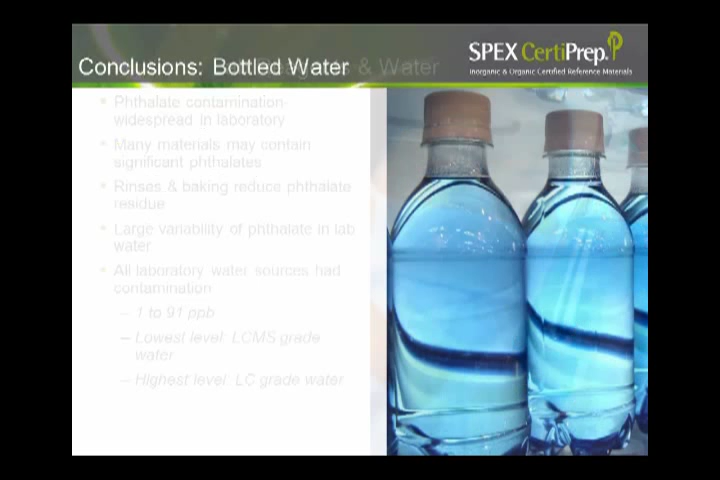 Conclusions: Bottled Water
& Water
SPEX CertiPrep.
Inorganic & Organic Certified Reference Materials
Phthalate contamination-
widespread in laboratory
Many materials may contain
significant phthalates
Rinses & baking reduce phthalate
residue
Large variability of phthalate in lab
water
All laboratory water sources had
contamination
– 1 to 91 ppb
– Lowest level: LCMS grade
water
– Highest level: LC grade water